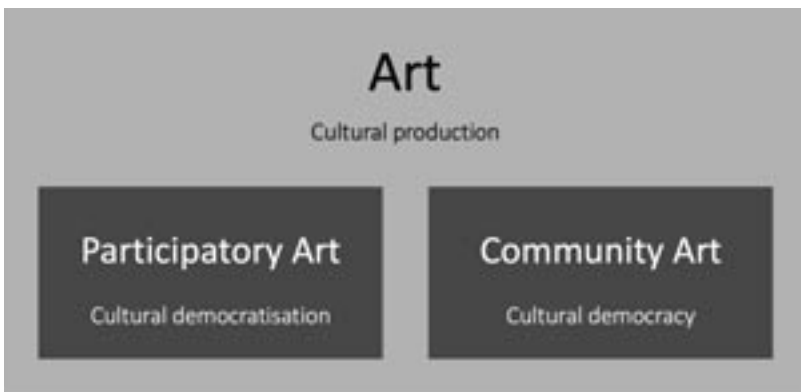 Art
Cultural production
Participatory Art
Cultural democratisation
Community Art
Cultural democracy